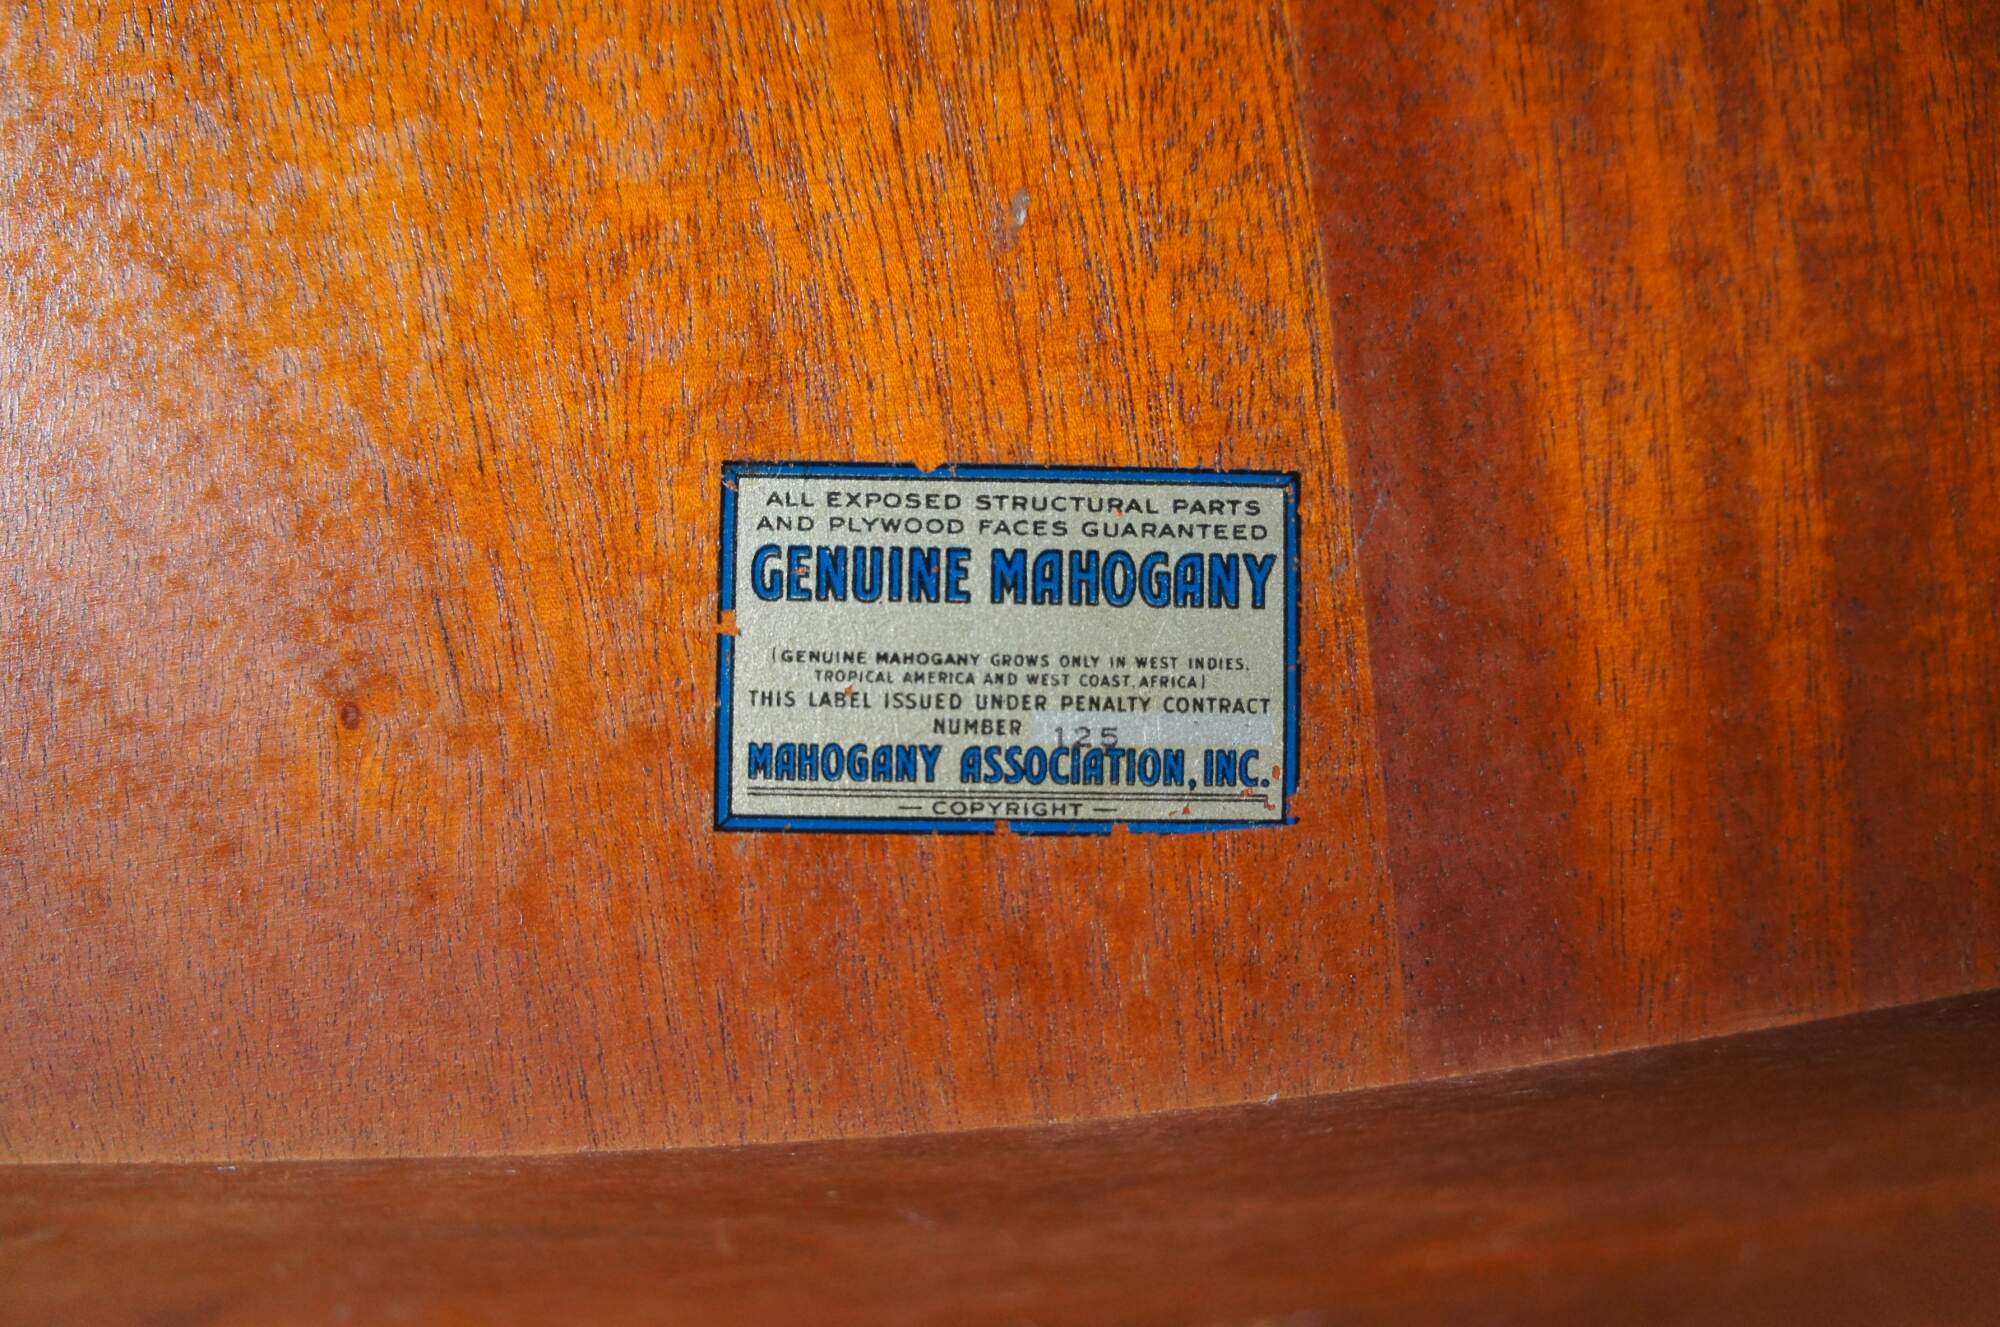 ALL EXPOSED STRUCTURAL PARTS
AND PLYWOOD FACES GUARANTEED
GENUINE MAHOGANY
(GENUINE MAHOGANY GROWS ONLY IN WEST INDIES,
TROPICAL AMERICA AND WEST COAST, AFRICA)
THIS LABEL ISSUED UNDER PENALTY CONTRACT
NUMBER 125
MAHOGANY ASSOCIATION, INC.
— COPYRIGHT —